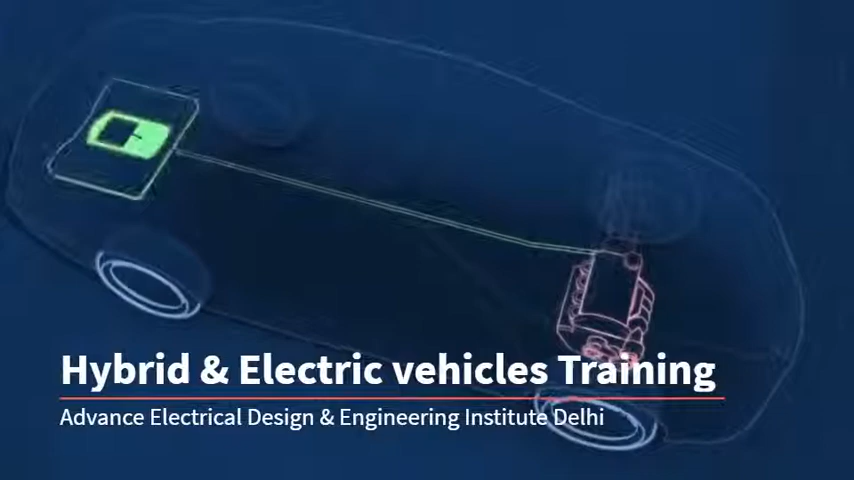 Hybrid & Electric vehicles Training
Advance Electrical Design & Engineering Institute Delhi